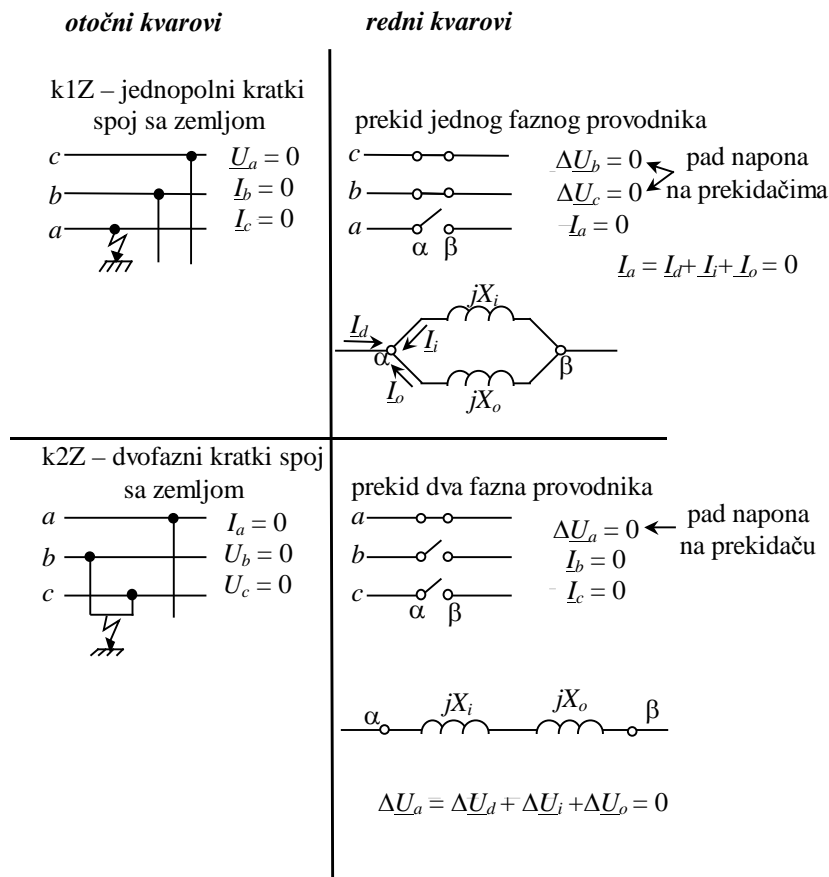 otočni kvarovi
redni kvarovi
k1Z – jednopolni kratki
spoj sa zemljom
c
U_a = 0
b
I_b = 0
a
I_c = 0
prekid jednog faznog provodnika
c
ΔU_b = 0
pad napona
b
ΔU_c = 0
na prekidačima
a
I_a = 0
α β
I_a = I_d + I_i + I_o = 0
jX_i
I_d
I_i
α
β
I_o
jX_o
k2Z – dvofazni kratki spoj
sa zemljom
a
I_a = 0
b
U_b = 0
c
U_c = 0
prekid dva fazna provodnika
a
ΔU_a = 0
pad napona
b
I_b = 0
na prekidaču
c
I_c = 0
α β
jX_i
jX_o
α
β
ΔU_a = ΔU_d + ΔU_i + ΔU_o = 0